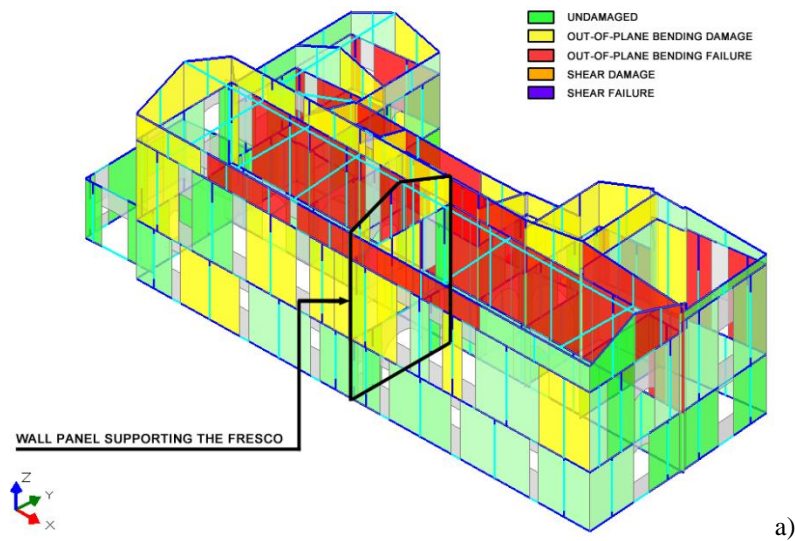 UNDAMAGED
OUT-OF-PLANE BENDING DAMAGE
OUT-OF-PLANE BENDING FAILURE
SHEAR DAMAGE
SHEAR FAILURE
WALL PANEL SUPPORTING THE FRESCO
Z
Y
X
a)